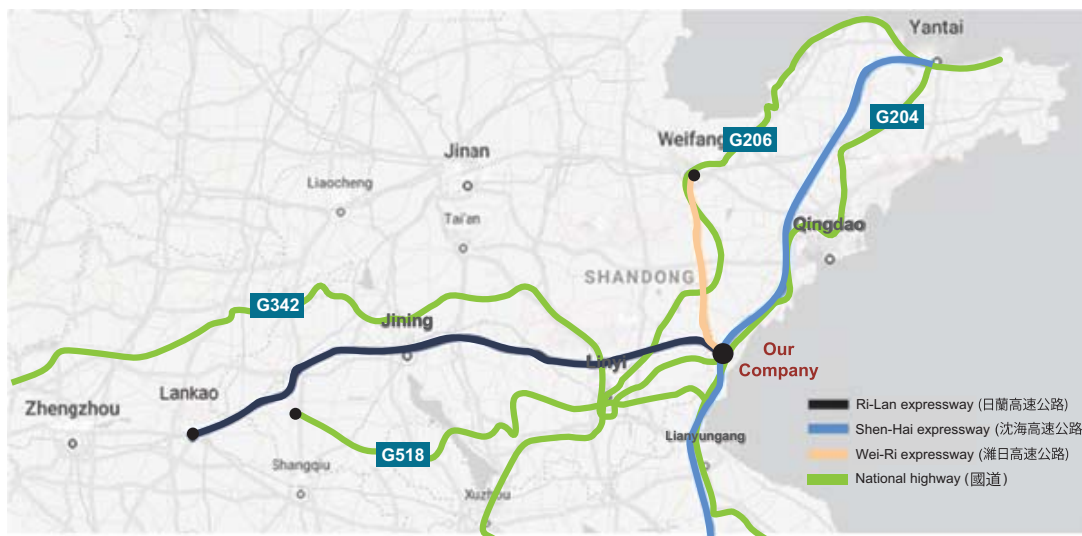 Yantai
G204
Weifang
G206
Jinan
Liaocheng
Tai'an
Qingdao
SHANDONG
G342
Jining
Our
Company
Linyi
Lankao
Zhengzhou
Ri-Lan expressway (日蘭高速公路)
Shen-Hai expressway (沈海高速公路
Lianyungang
G518
Wei-Ri expressway (濰日高速公路)
Shangqiu
National highway (國道)
Xuzhou